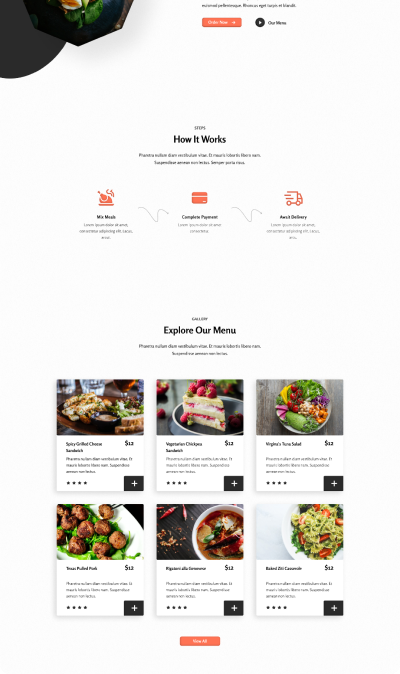 euismod pellentesque. Rhoncus eget turpis et blandit.
Order Now
Our Menu
STEPS
How It Works
Pharetra nullam diam vestibulum vitae. Et mauris lobortis libero nam.
Suspendisse aenean non lectus. Semper porta risus.
Mix Meals
Lorem ipsum dolor sit amet,
consectetur adipiscing elit. Lacus,
Complete Payment
Lorem ipsum dolor sit amet
consectetur.
Await Delivery
Lorem ipsum dolor sit amet,
consectetur adipiscing elit. Lacus,
GALLERY
Explore Our Menu
Pharetra nullam diam vestibulum vitae. Et mauris lobortis libero nam.
Suspendisse aenean non lectus.
Spicy Grilled Cheese
Sandwich
$12
Pharetra nullam diam vestibulum vitae. Et
mauris lobortis libero nam. Suspendisse
aenean non lectus.
Vegetarian Chickpea
Sandwich
$12
Pharetra nullam diam vestibulum vitae. Et
mauris lobortis libero nam. Suspendisse
aenean non lectus.
Virginia's Tuna Salad
$12
Pharetra nullam diam vestibulum vitae. Et
mauris lobortis libero nam. Suspendisse
aenean non lectus.
Texas Pulled Pork
$12
Pharetra nullam diam vestibulum vitae. Et
mauris lobortis libero nam. Suspendisse
aenean non lectus.
Rigatoni alla Genovese
$12
Pharetra nullam diam vestibulum vitae. Et
mauris lobortis libero nam. Suspendisse
aenean non lectus.
Baked Ziti Casserole
$12
Pharetra nullam diam vestibulum vitae. Et
mauris lobortis libero nam. Suspendisse
aenean non lectus.
View All